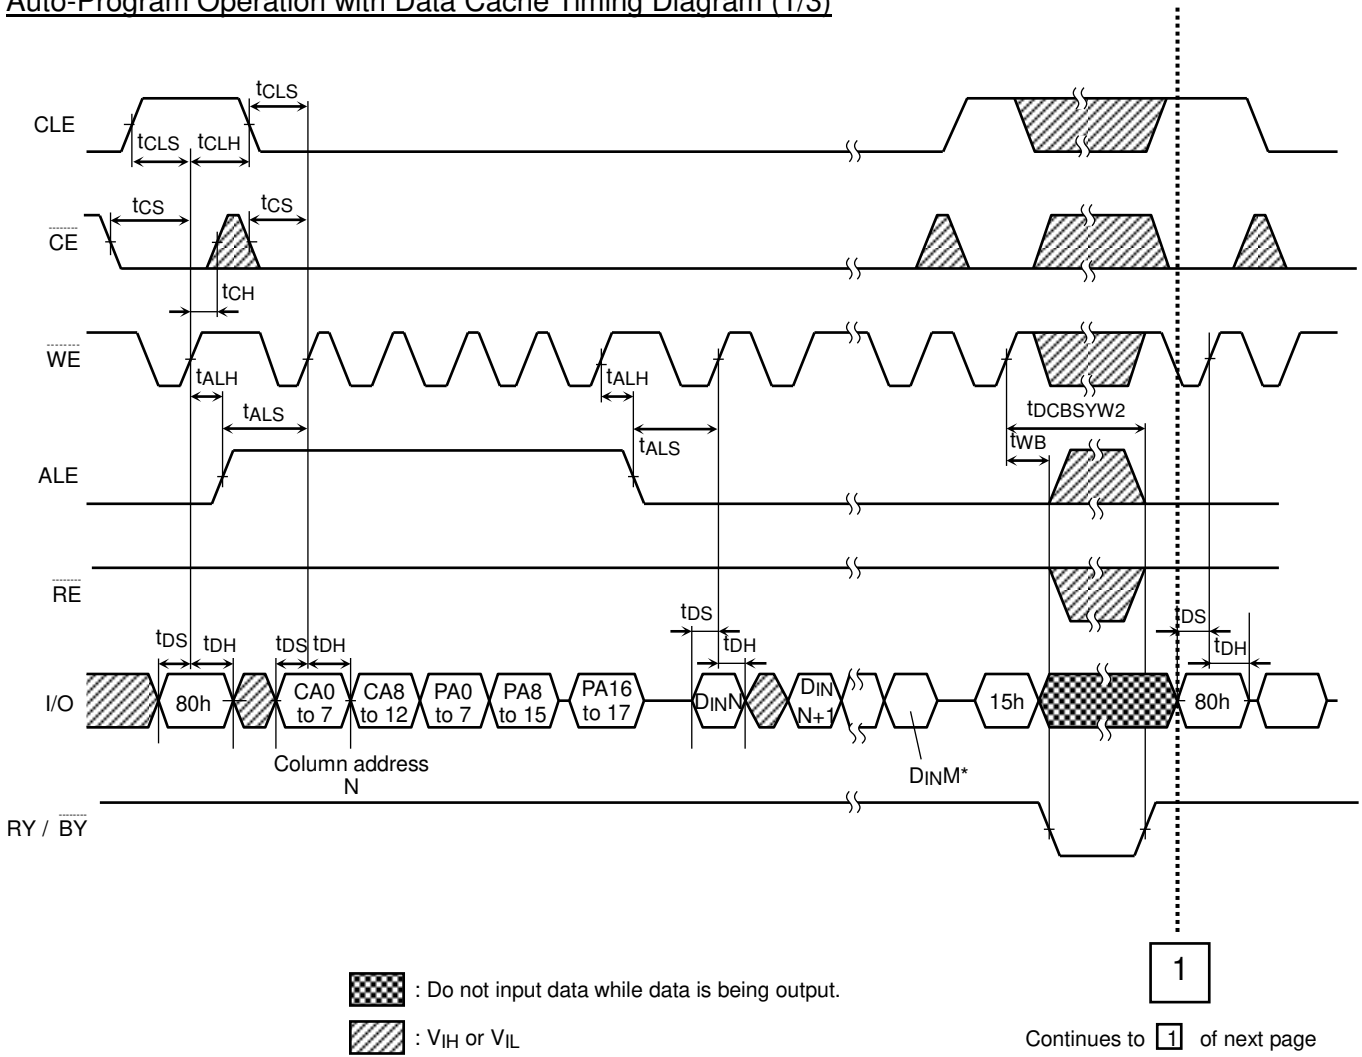 Auto-Program Operation with Data Cache Timing Diagram (1/3)
tCLS
CLE
tCLS tCLH
tCS tCS
CE
tCH
WE
tALH tALH
tDCBSYW2
tALS
tALS
tWB
ALE
RE
tDS tDH tDS tDH tDS tDH tDS tDH
I/O
80h
CA0 to 7
CA8 to 12
PA0 to 7
PA8 to 15
PA16 to 17
DINN
DIN N+1
15h
80h
DINM*
Column address
N
RY / BY
1
: Do not input data while data is being output.
: VIH or VIL
Continues to 1 of next page